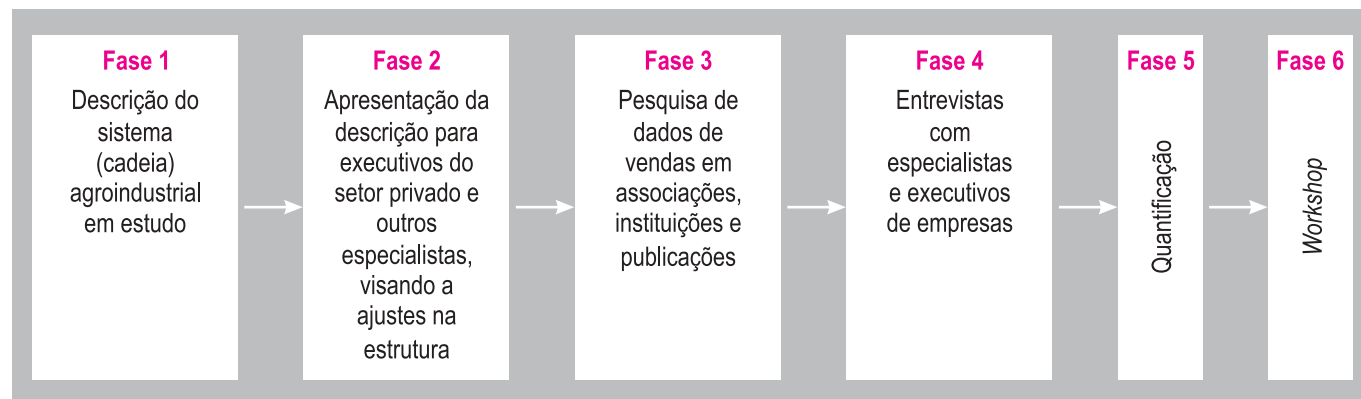 Fase 1
Descrição do
sistema
(cadeia)
agroindustrial
em estudo
Fase 2
Apresentação da
descrição para
executivos do
setor privado e
outros
especialistas,
visando a
ajustes na
estrutura
Fase 3
Pesquisa de
dados de
vendas em
associações,
instituições e
publicações
Fase 4
Entrevistas
com
especialistas
e executivos
de empresas
Fase 5
Quantificação
Fase 6
Workshop